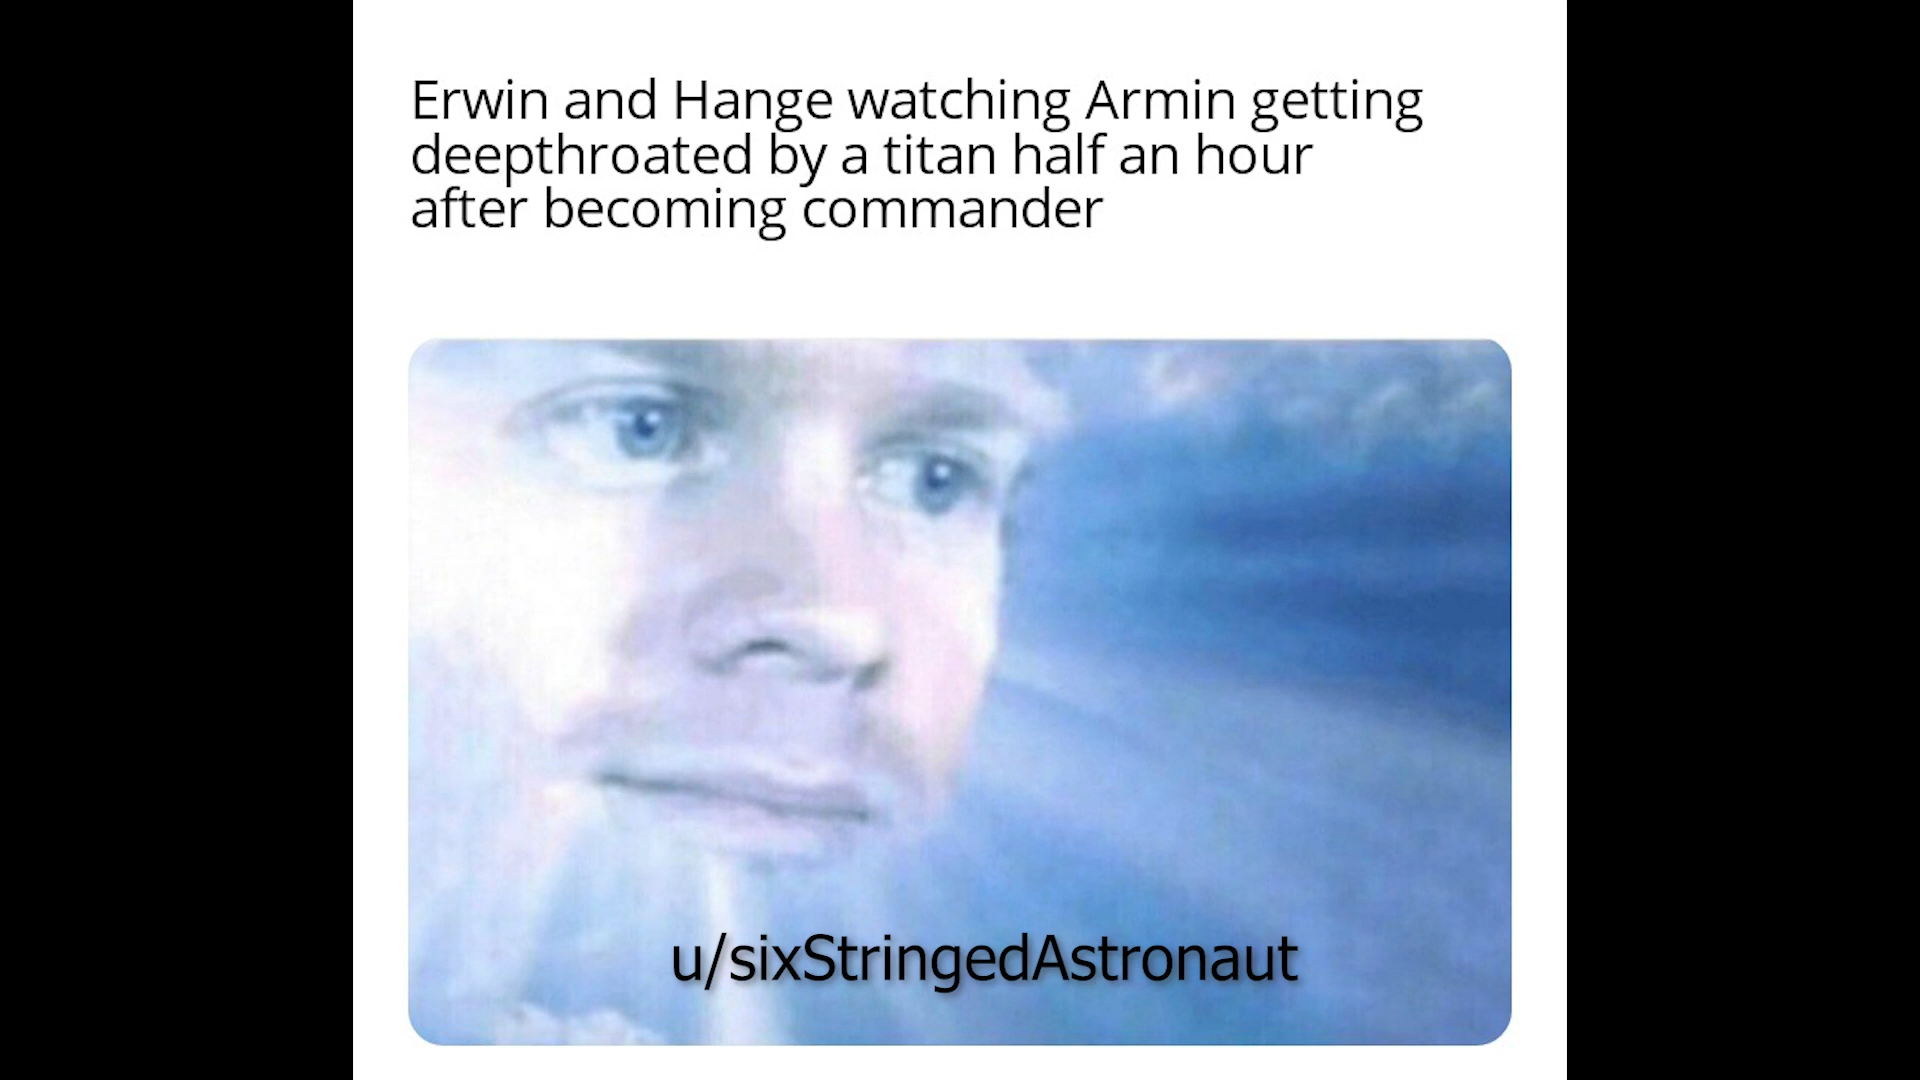 Erwin and Hange watching Armin getting
deepthroated by a titan half an hour
after becoming commander
u/sixStringedAstronaut